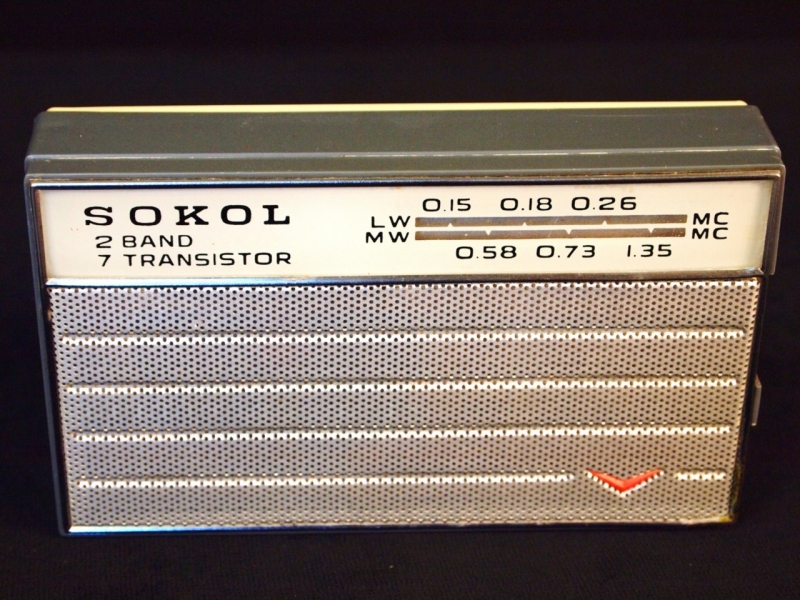 SOKOL
2 BAND
7 TRANSISTOR
0.15 0.18 0.26
LW MC
MW MC
0.58 0.73 1.35